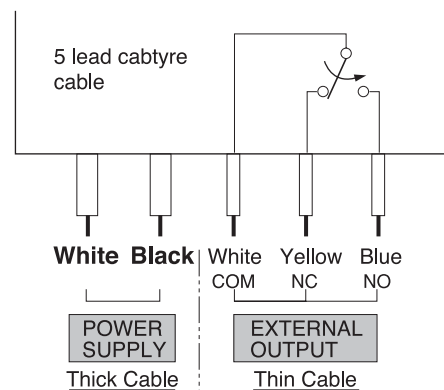 5 lead cabtyre
cable
White Black White Yellow Blue
COM NC NO
POWER
SUPPLY
EXTERNAL
OUTPUT
Thick Cable Thin Cable